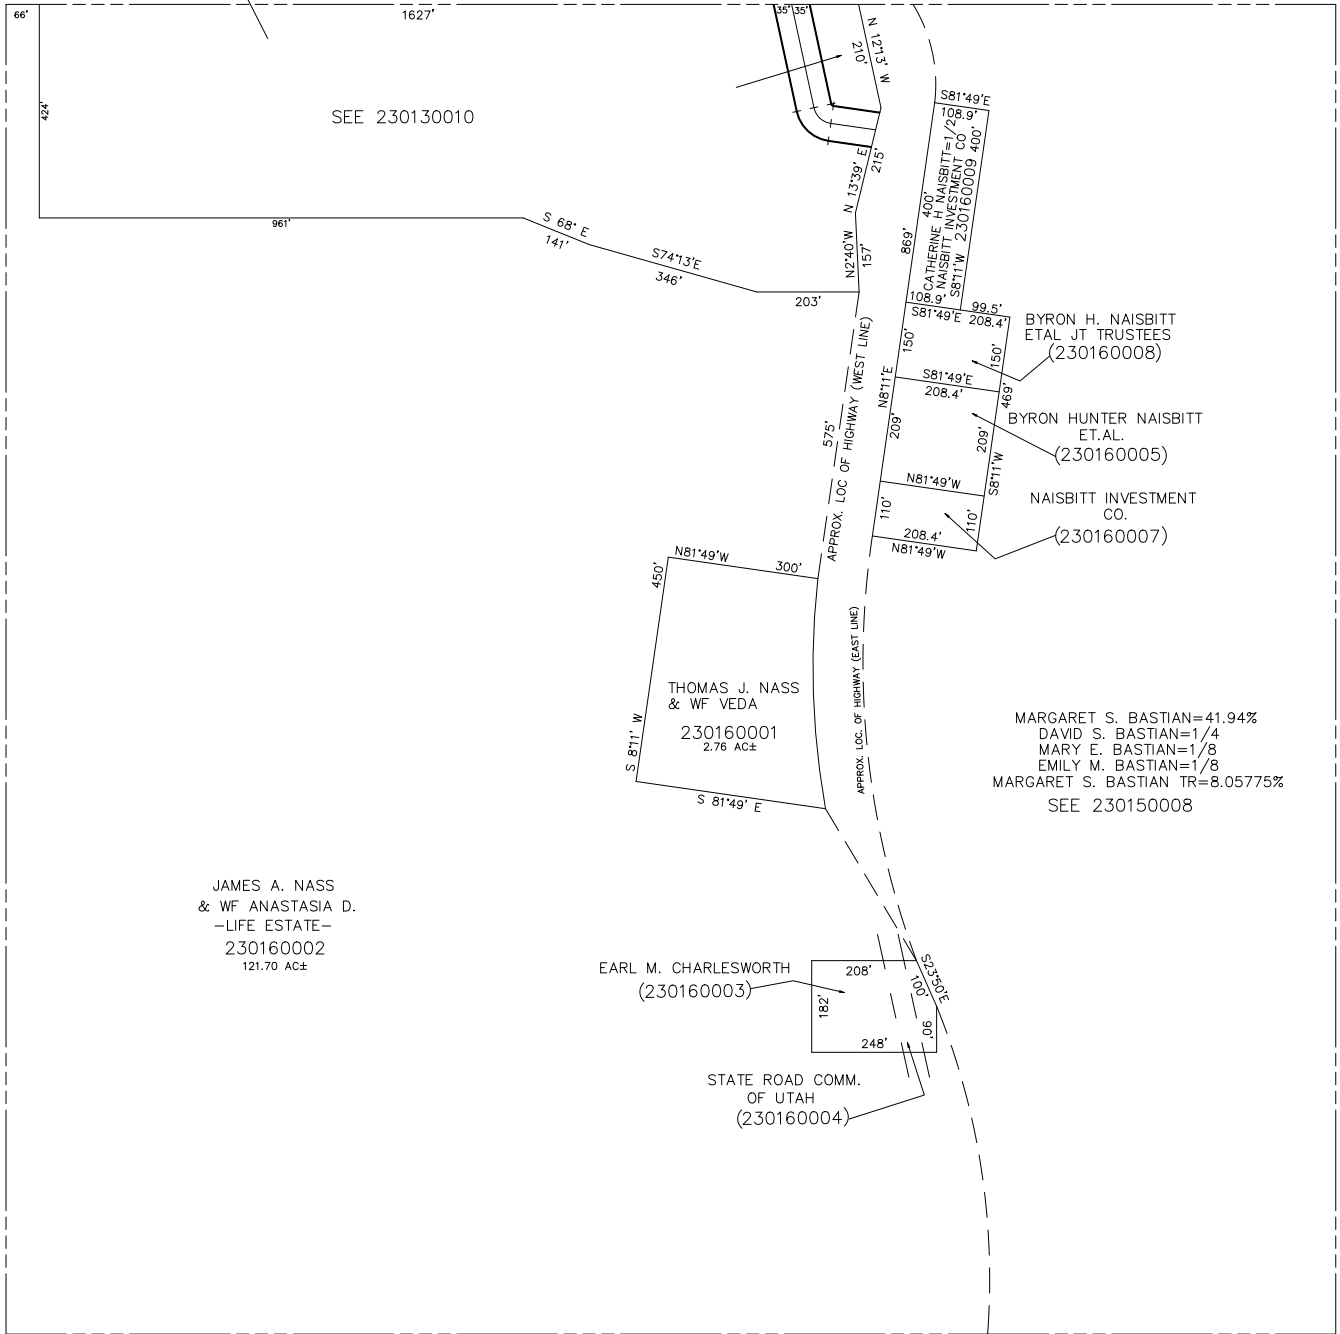 66'
1627'
35' 35'
N 12°13' W
210'
424'
SEE 230130010
S81°49'E
108.9'
CATHERINE H NAISBITT=1/2
NAISBITT INVESTMENT CO
230160009
400'
400'
S8°11'W
869'
N 13°39' E
215'
961'
S 68° E
141'
S74°13'E
346'
203'
N2°40'W
157'
108.9'
99.5'
S81°49'E
208.4'
BYRON H. NAISBITT
ETAL JT TRUSTEES
(230160008)
150'
150'
S81°49'E
208.4'
N8°11'E
469'
209'
209'
BYRON HUNTER NAISBITT
ET.AL.
(230160005)
575'
APPROX. LOC OF HIGHWAY (WEST LINE)
N81°49'W
S8°11'W
NAISBITT INVESTMENT
CO.
(230160007)
110'
110'
208.4'
N81°49'W
N81°49'W
300'
450'
APPROX. LOC. OF HIGHWAY (EAST LINE)
THOMAS J. NASS
& WF VEDA
230160001
2.76 AC±
S 8°11' W
S 81°49' E
MARGARET S. BASTIAN=41.94%
DAVID S. BASTIAN=1/4
MARY E. BASTIAN=1/8
EMILY M. BASTIAN=1/8
MARGARET S. BASTIAN TR=8.05775%
SEE 230150008
JAMES A. NASS
& WF ANASTASIA D.
-LIFE ESTATE-
230160002
121.70 AC±
EARL M. CHARLESWORTH
(230160003)
208'
S23°50'E
100'
182'
90'
248'
STATE ROAD COMM.
OF UTAH
(230160004)